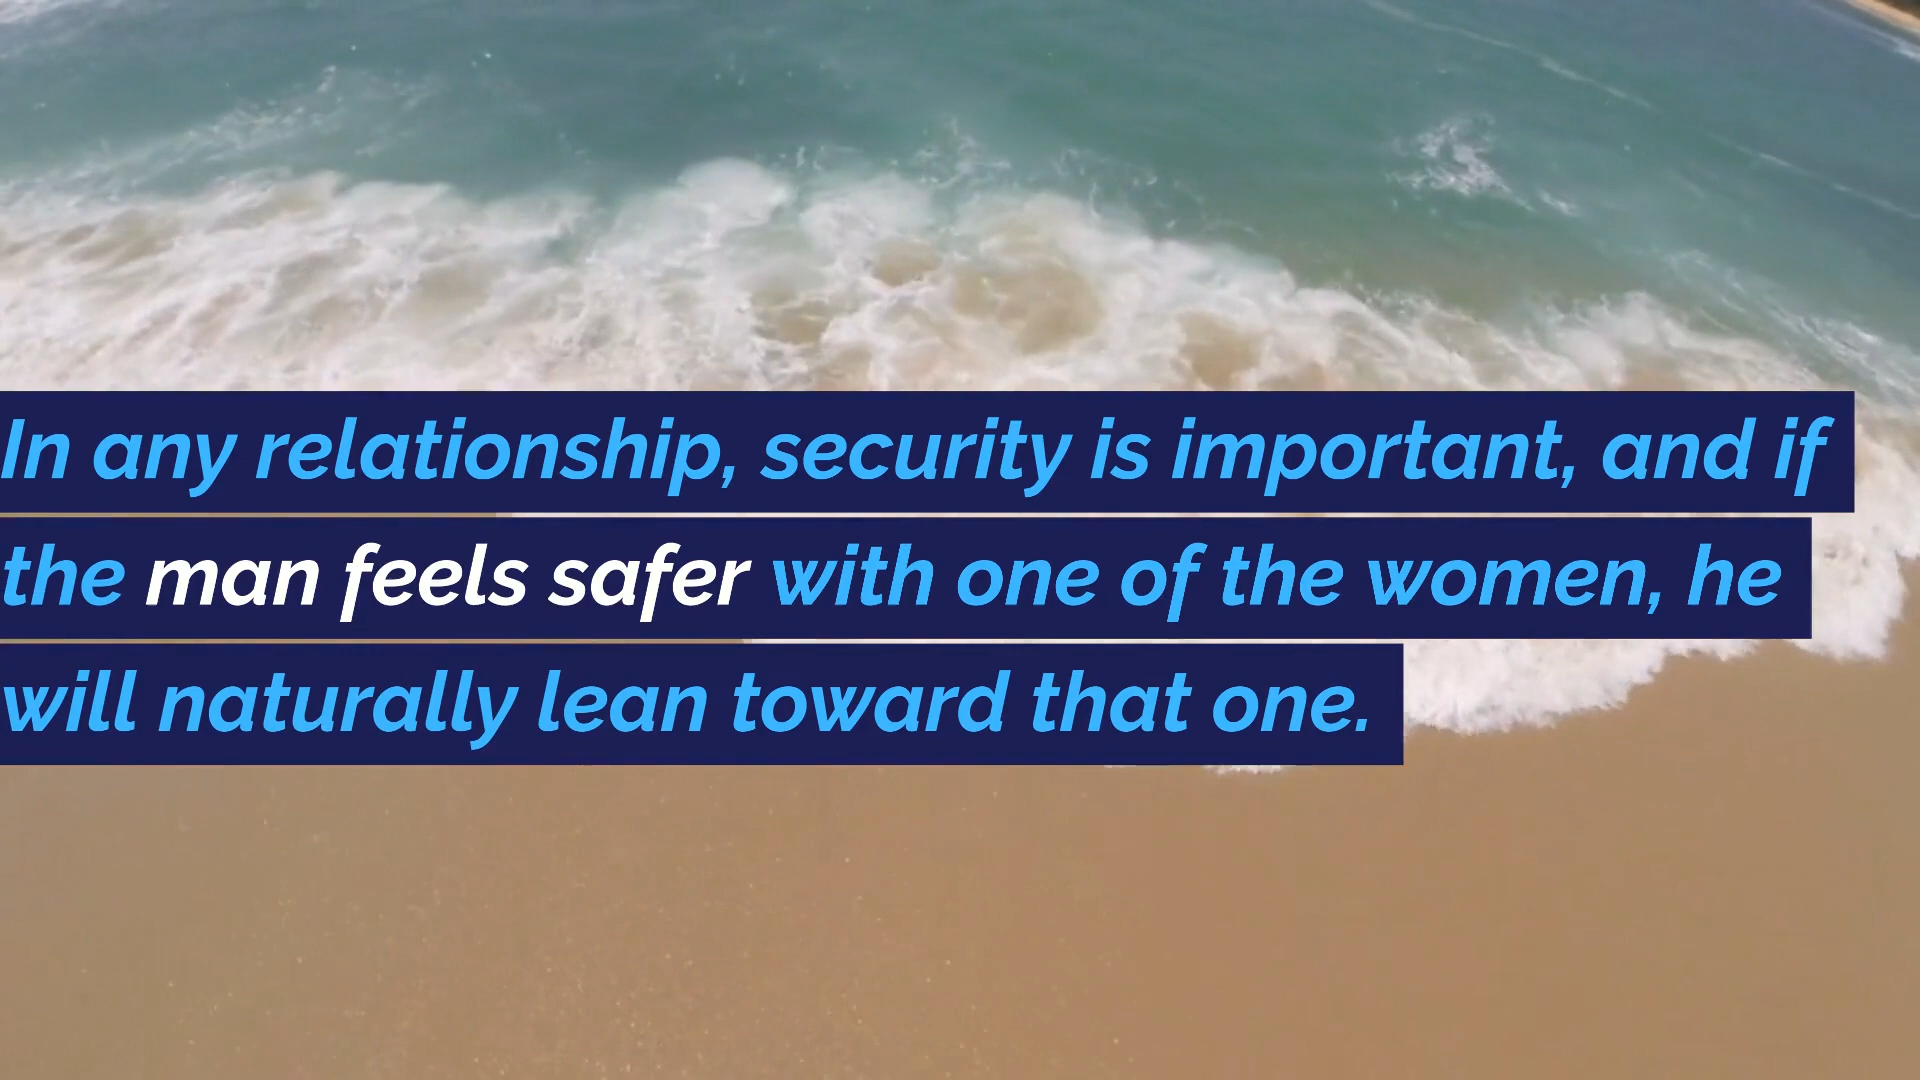 In any relationship, security is important, and if
the man feels safer with one of the women, he
will naturally lean toward that one.